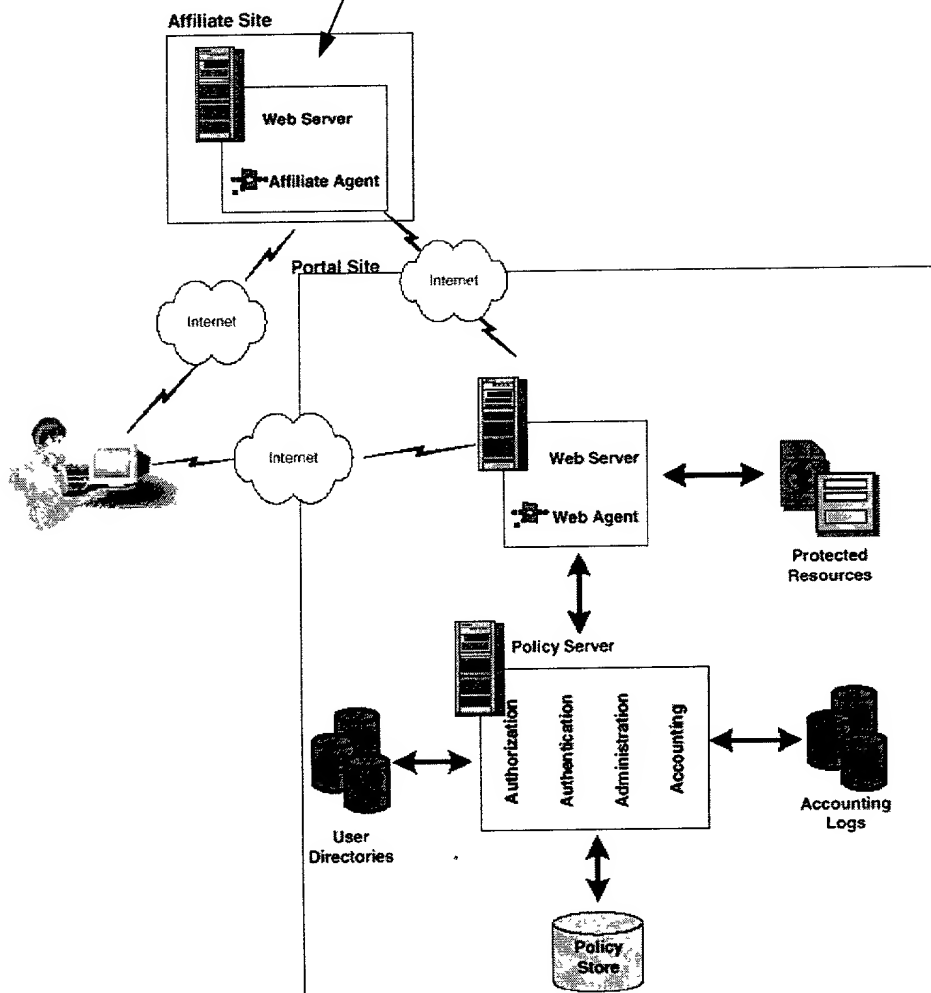 Affiliate Site
Web Server
Affiliate Agent
Portal Site
Internet
Internet
Internet
Web Server
Web Agent
Protected
Resources
Policy Server
Authorization
Authentication
Administration
Accounting
User
Directories
Accounting
Logs
Policy
Store